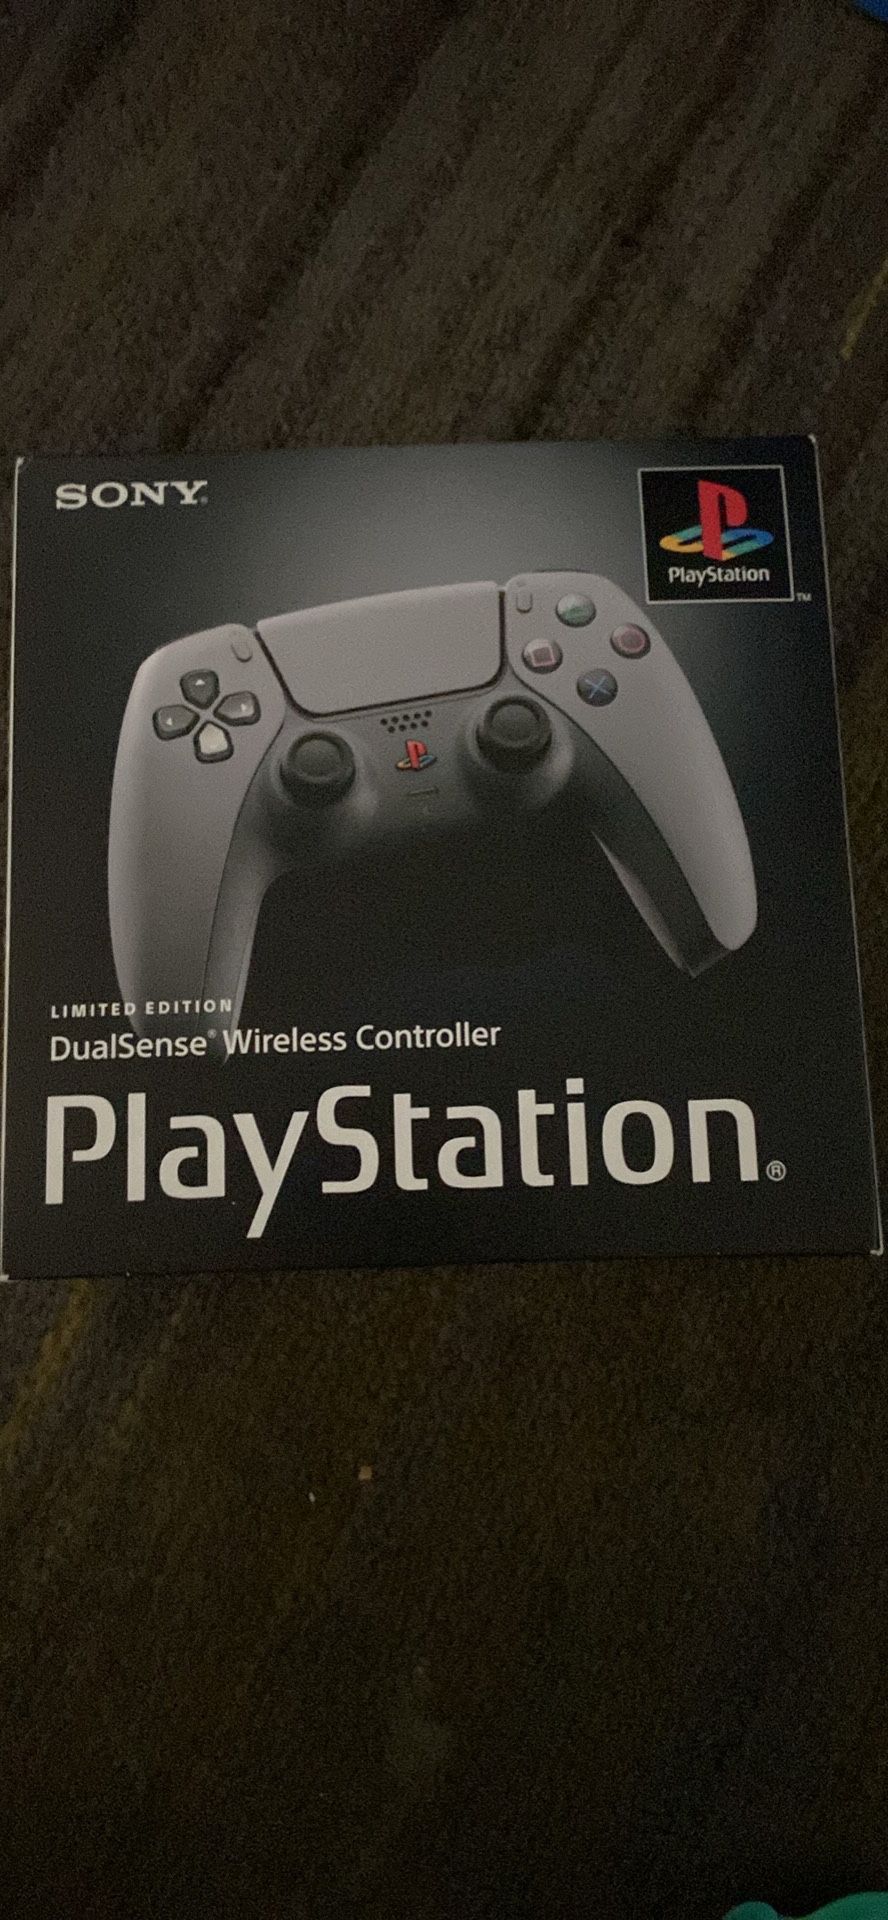 SONY®
PlayStation
TM
LIMITED EDITION
DualSense® Wireless Controller
PlayStation®